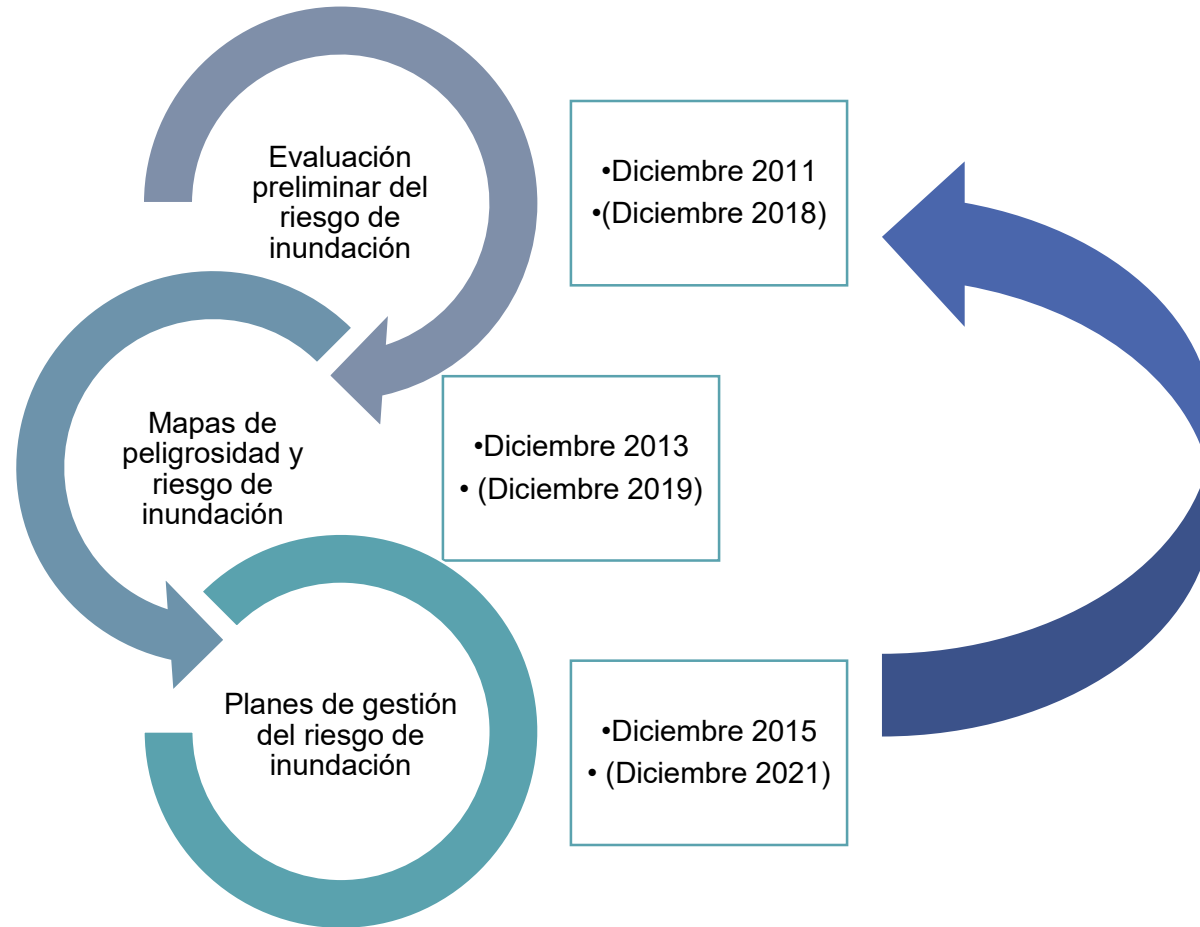 Evaluación
preliminar del
riesgo de
inundación
•Diciembre 2011
•(Diciembre 2018)
Mapas de
peligrosidad y
riesgo de
inundación
•Diciembre 2013
• (Diciembre 2019)
Planes de gestión
del riesgo de
inundación
•Diciembre 2015
• (Diciembre 2021)